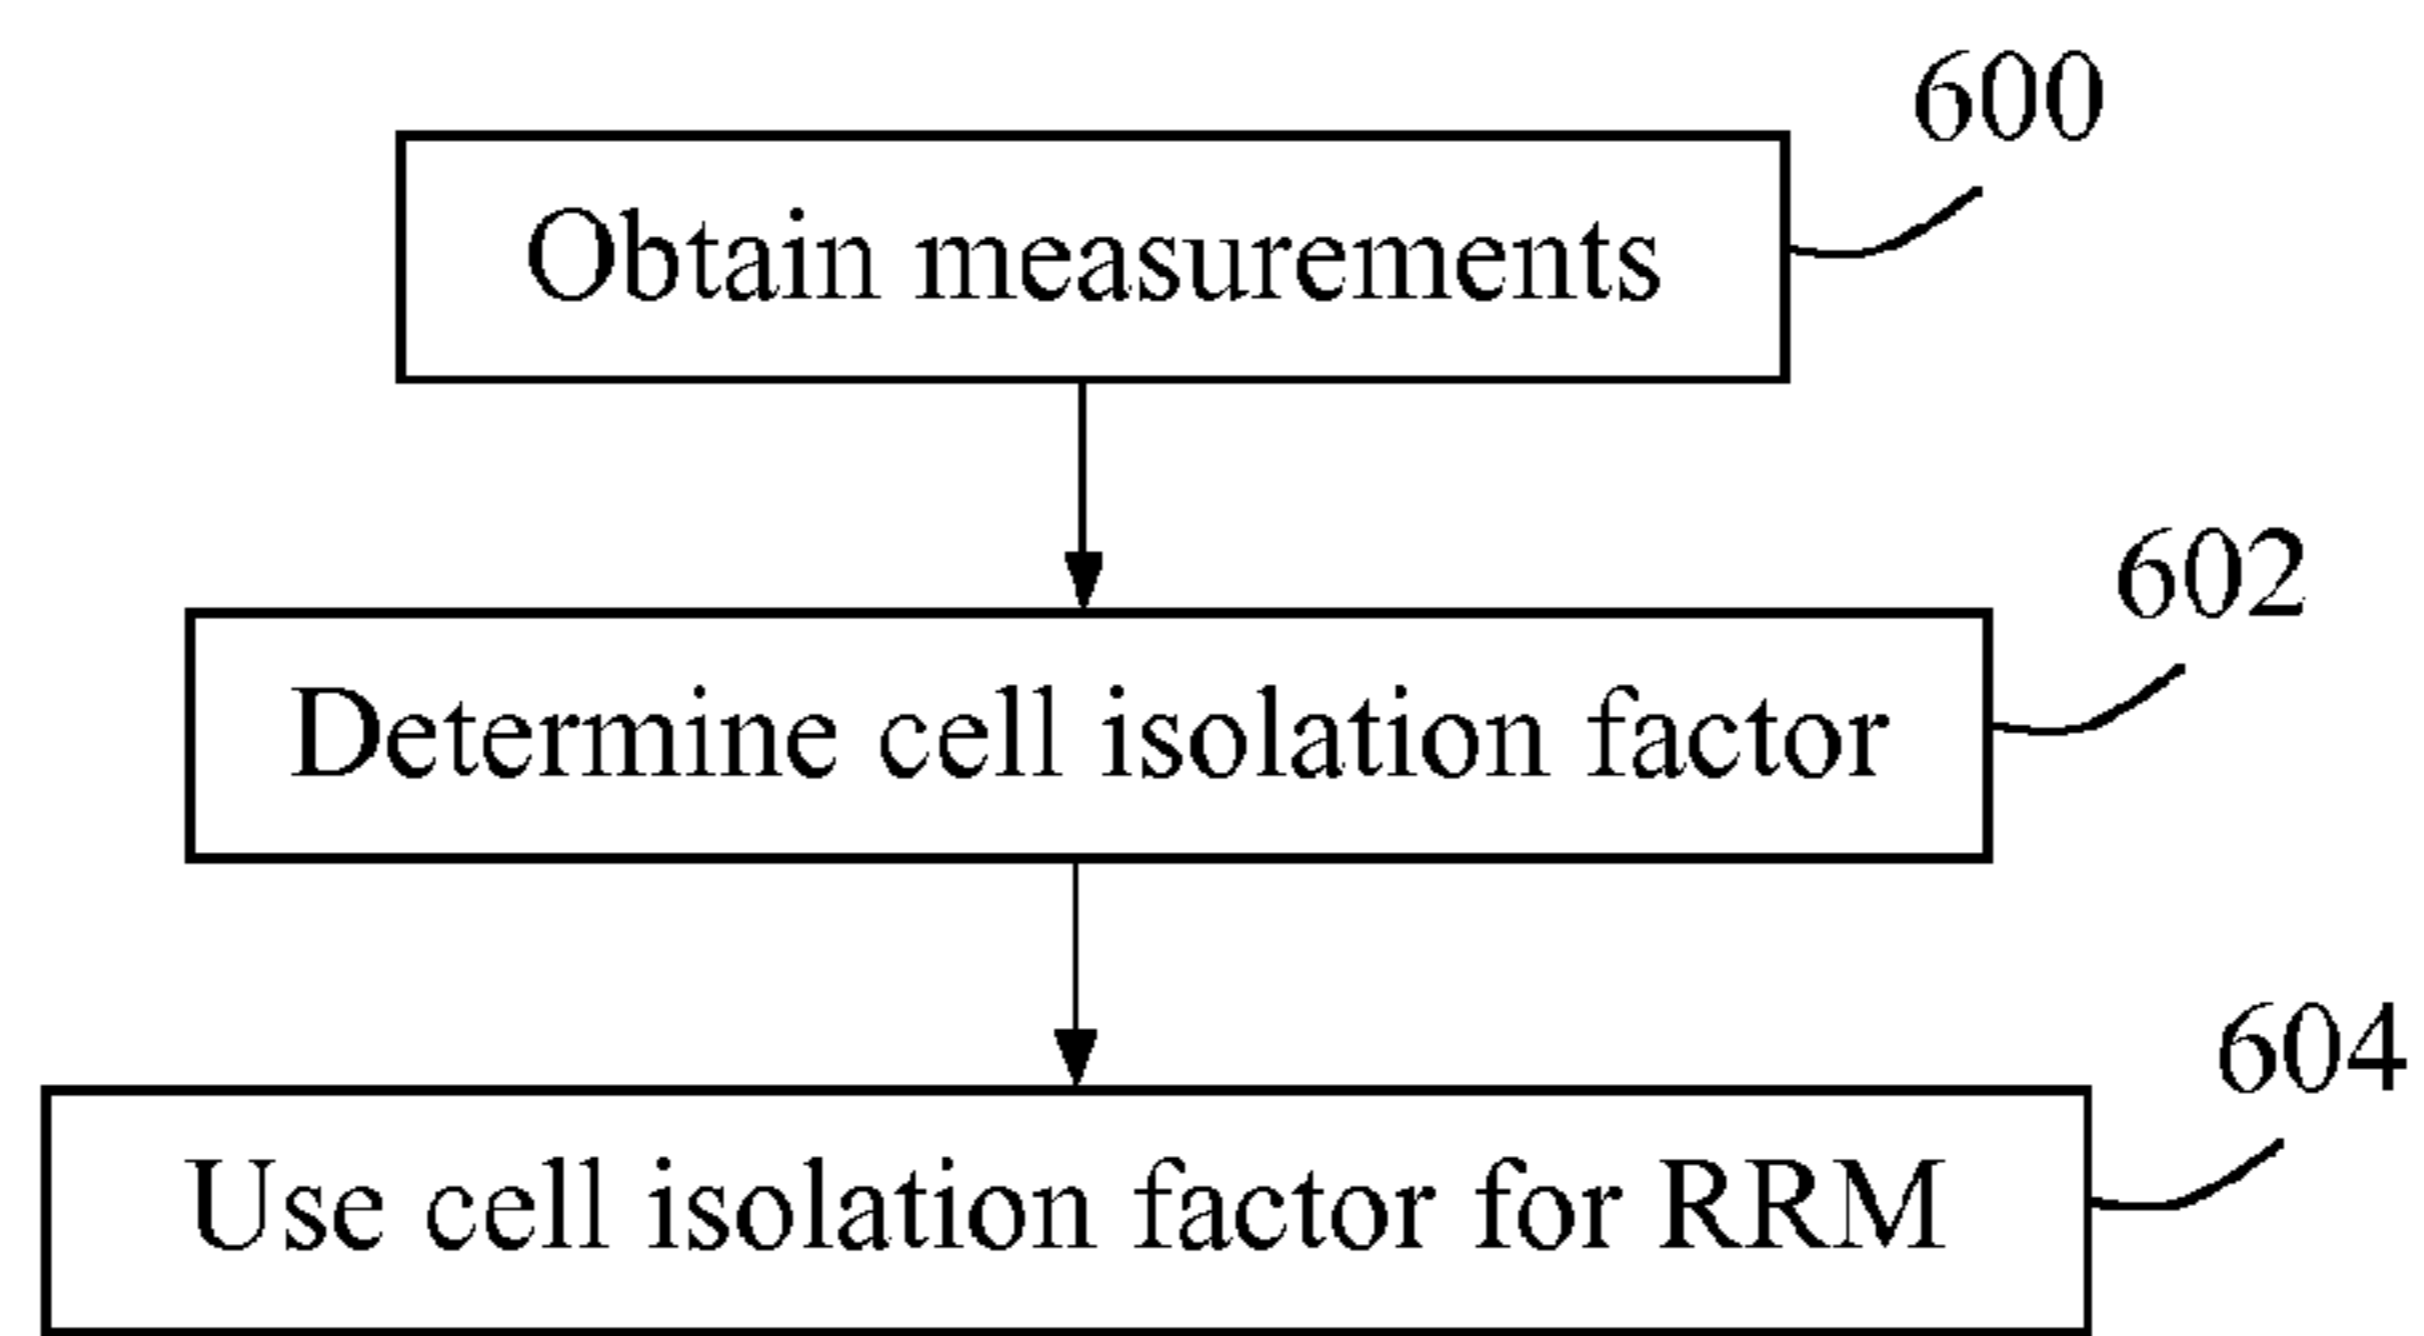 600
Obtain measurements
602
Determine cell isolation factor
604
Use cell isolation factor for RRM